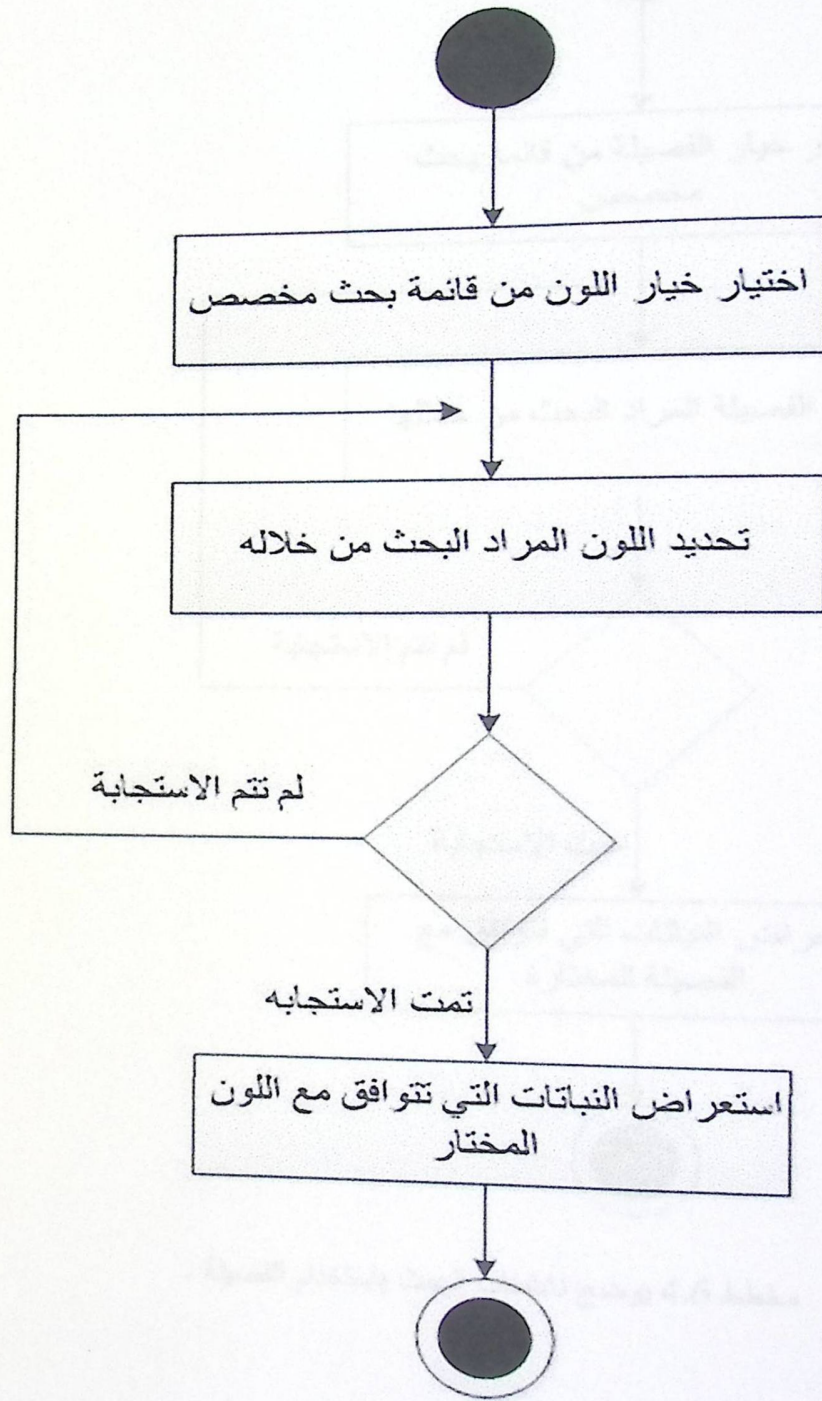 اختيار خيار اللون من قائمة بحث مخصص
تحديد اللون المراد البحث من خلاله
لم تتم الاستجابة
تمت الاستجابه
استعراض النباتات التي تتوافق مع اللون
المختار